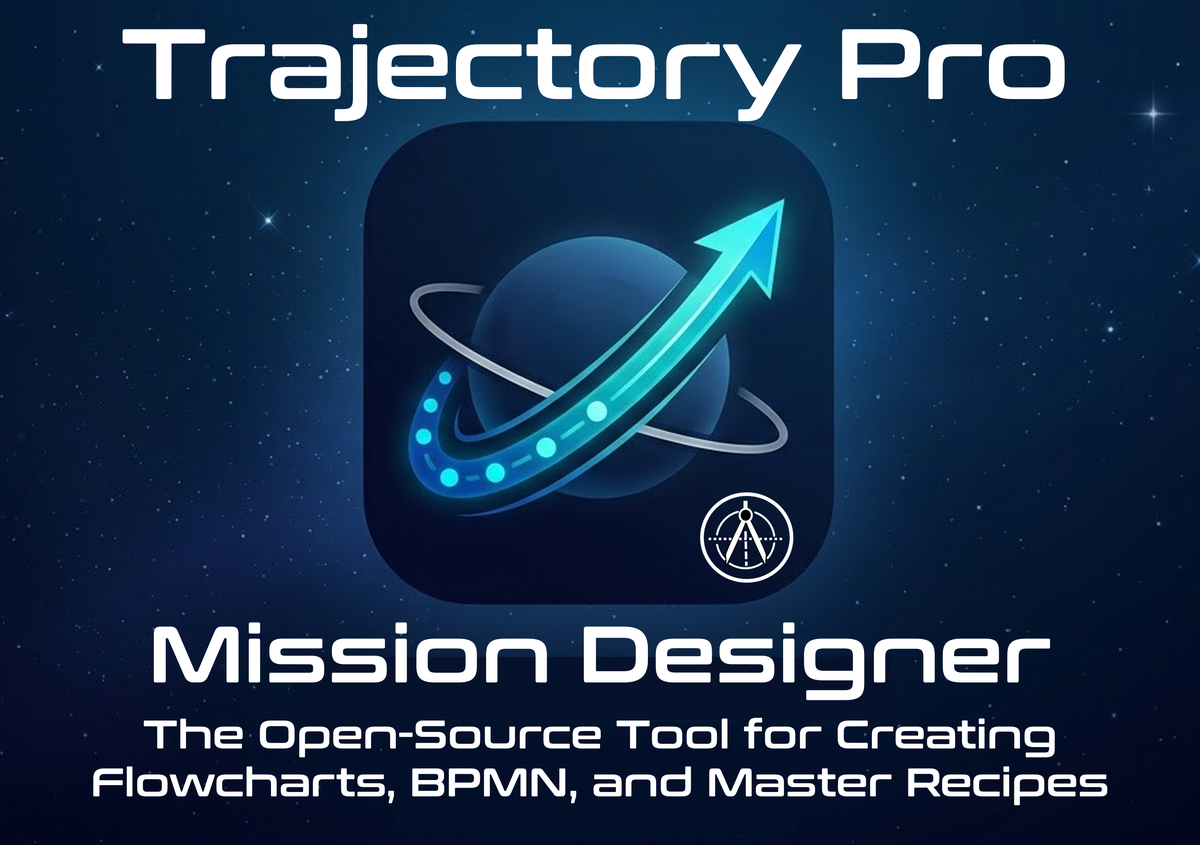 Trajectory Pro
Mission Designer
The Open-Source Tool for Creating
Flowcharts, BPMN, and Master Recipes